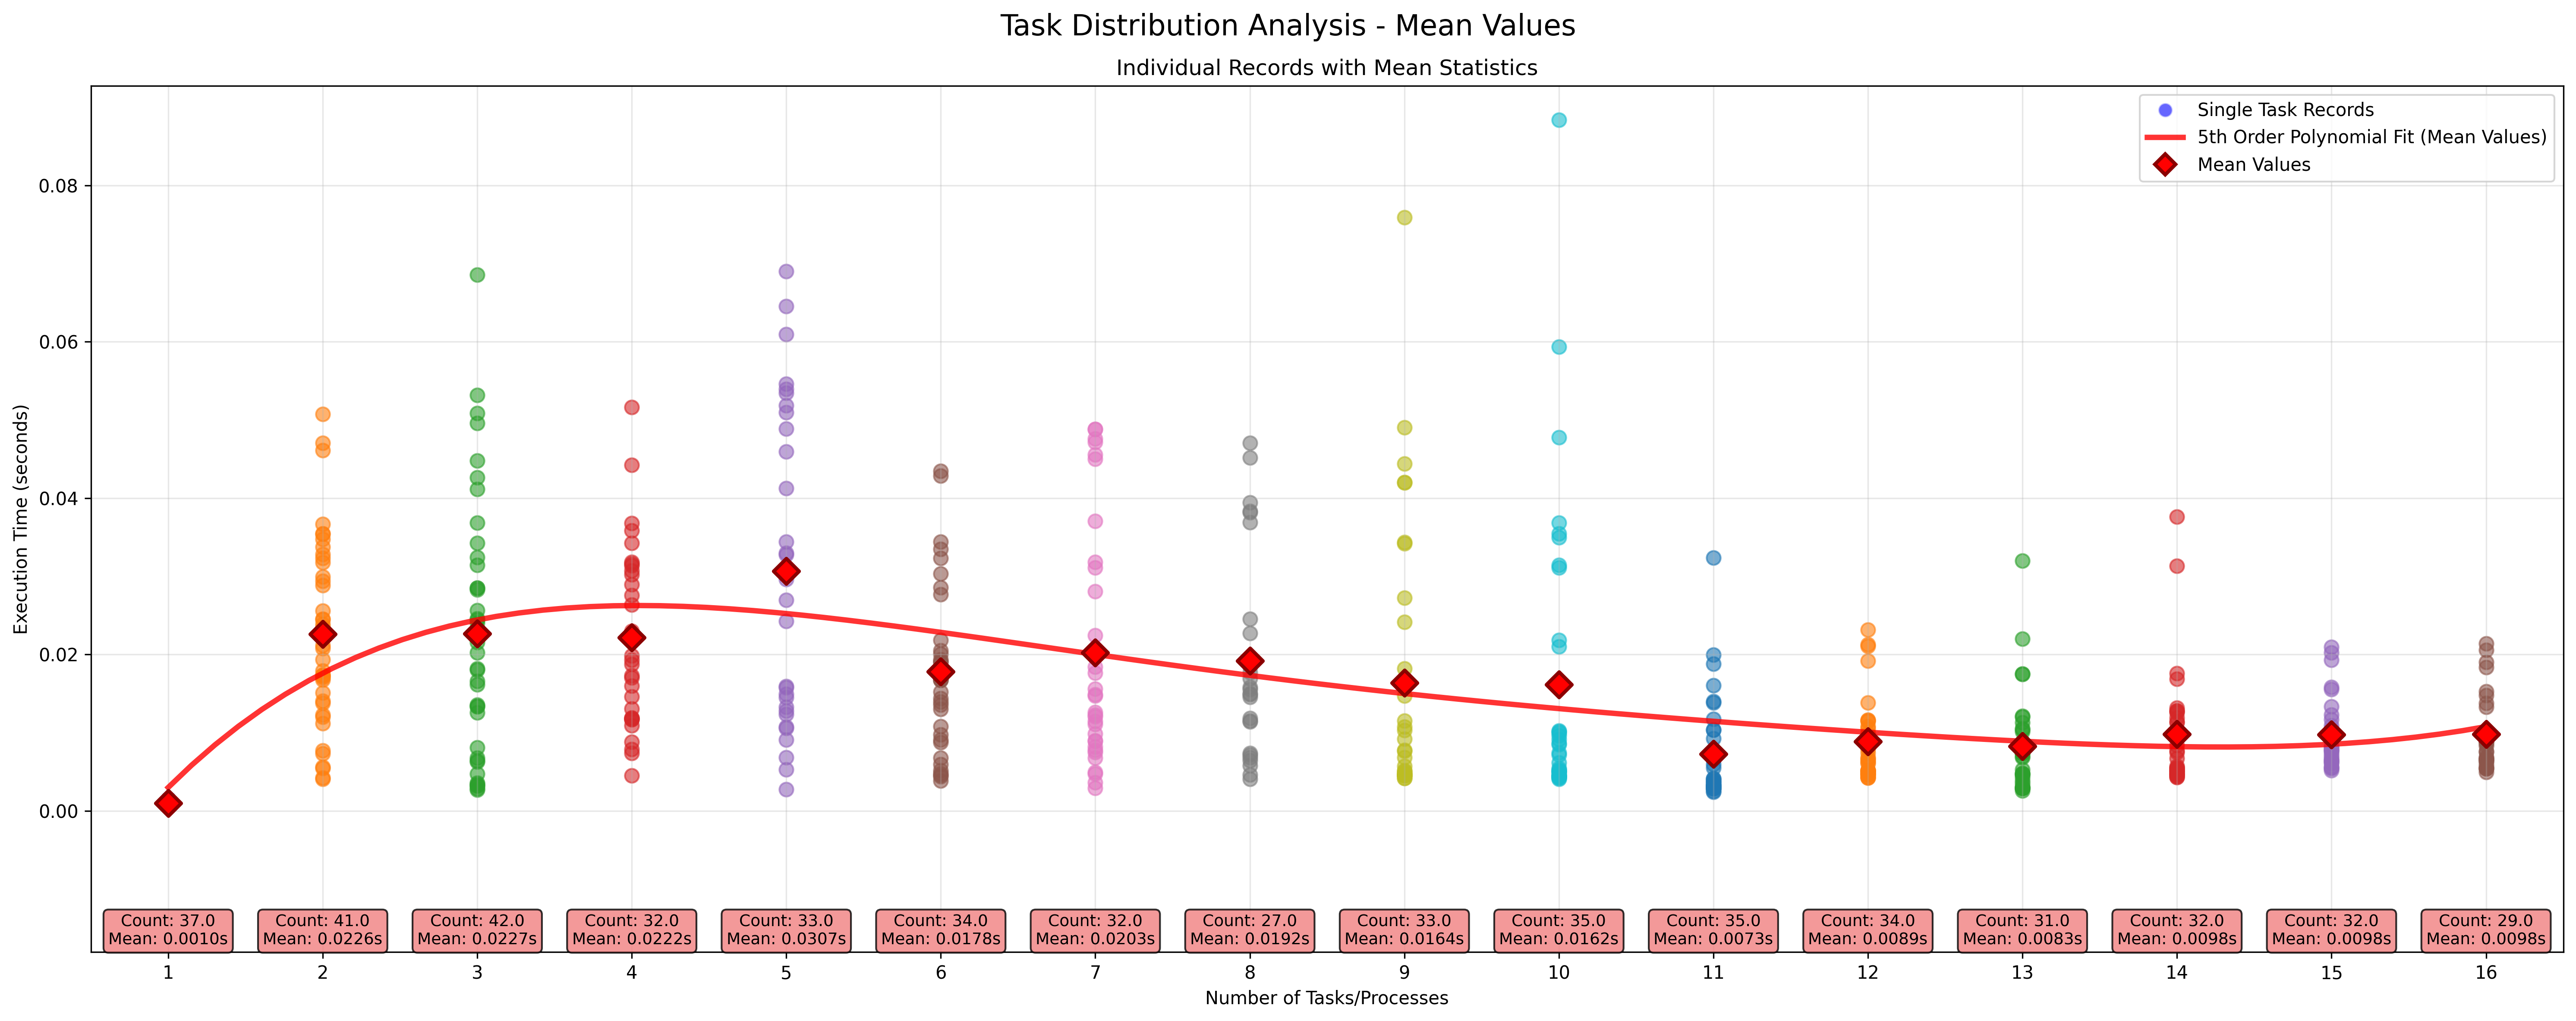 Task Distribution Analysis - Mean Values
Individual Records with Mean Statistics
Single Task Records
5th Order Polynomial Fit (Mean Values)
Mean Values
Execution Time (seconds)
0.08
0.06
0.04
0.02
0.00
Count: 37.0
Mean: 0.0010s
Count: 41.0
Mean: 0.0226s
Count: 42.0
Mean: 0.0227s
Count: 32.0
Mean: 0.0222s
Count: 33.0
Mean: 0.0307s
Count: 34.0
Mean: 0.0178s
Count: 32.0
Mean: 0.0203s
Count: 27.0
Mean: 0.0192s
Count: 33.0
Mean: 0.0164s
Count: 35.0
Mean: 0.0162s
Count: 35.0
Mean: 0.0073s
Count: 34.0
Mean: 0.0089s
Count: 31.0
Mean: 0.0083s
Count: 32.0
Mean: 0.0098s
Count: 32.0
Mean: 0.0098s
Count: 29.0
Mean: 0.0098s
1 2 3 4 5 6 7 8 9 10 11 12 13 14 15 16
Number of Tasks/Processes